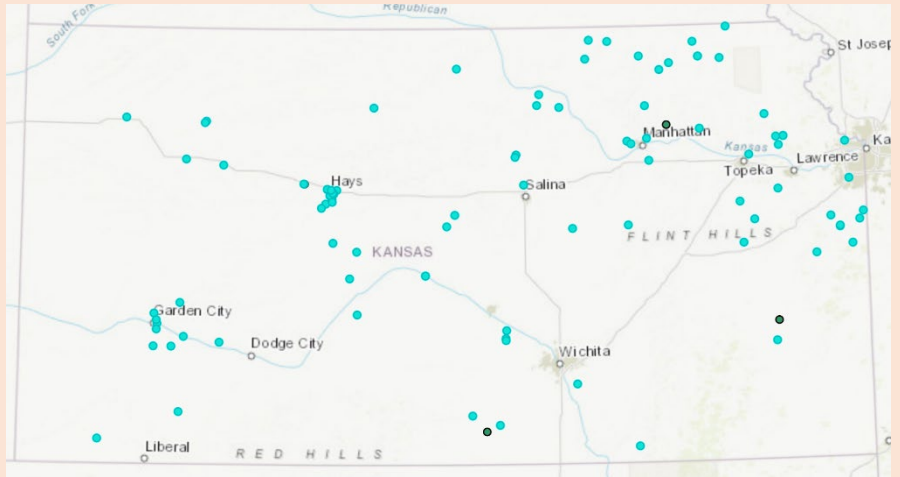 South Fork
Republican
St Josep
Manhattan
Kansas
Ka
Lawrence
Topeka
Hays
Salina
FLINT HILLS
KANSAS
Garden City
Dodge City
Wichita
Liberal
RED HILLS